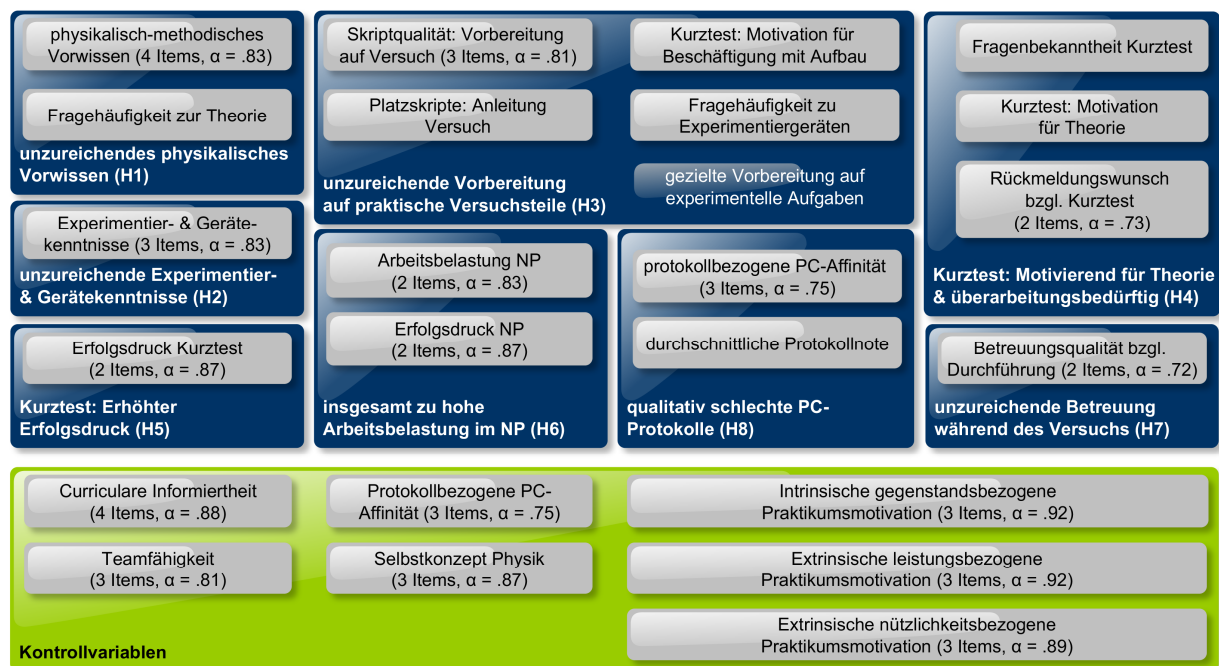 physikalisch-methodisches
Vorwissen (4 Items, α = .83)
Fragehäufigkeit zur Theorie
unzureichendes physikalisches
Vorwissen (H1)
Experimentier- & Geräte-
kenntnisse (3 Items, α = .83)
unzureichende Experimentier-
& Gerätekenntnisse (H2)
Skriptqualität: Vorbereitung
auf Versuch (3 Items, α = .81)
Platzskripte: Anleitung
Versuch
Kurztest: Motivation für
Beschäftigung mit Aufbau
Fragehäufigkeit zu
Experimentiergeräten
gezielte Vorbereitung auf
experimentelle Aufgaben
unzureichende Vorbereitung
auf praktische Versuchsteile (H3)
Fragenbekanntheit Kurztest
Kurztest: Motivation
für Theorie
Rückmeldungswunsch
bzgl. Kurztest
(2 Items, α = .73)
Kurztest: Motivierend für Theorie
& überarbeitungsbedürftig (H4)
Erfolgsdruck Kurztest
(2 Items, α = .87)
Kurztest: Erhöhter
Erfolgsdruck (H5)
Arbeitsbelastung NP
(2 Items, α = .83)
Erfolgsdruck NP
(2 Items, α = .87)
insgesamt zu hohe
Arbeitsbelastung im NP (H6)
protokollbezogene PC-Affinität
(3 Items, α = .75)
durchschnittliche Protokollnote
qualitativ schlechte PC-
Protokolle (H8)
Betreuungsqualität bzgl.
Durchführung (2 Items, α = .72)
unzureichende Betreuung
während des Versuchs (H7)
Curriculare Informiertheit
(4 Items, α = .88)
Teamfähigkeit
(3 Items, α = .81)
Protokollbezogene PC-
Affinität (3 Items, α = .75)
Selbstkonzept Physik
(3 Items, α = .87)
Intrinsische gegenstandsbezogene
Praktikumsmotivation (3 Items, α = .92)
Extrinsische leistungsbezogene
Praktikumsmotivation (3 Items, α = .92)
Extrinsische nützlichkeitsbezogene
Praktikumsmotivation (3 Items, α = .89)
Kontrollvariablen